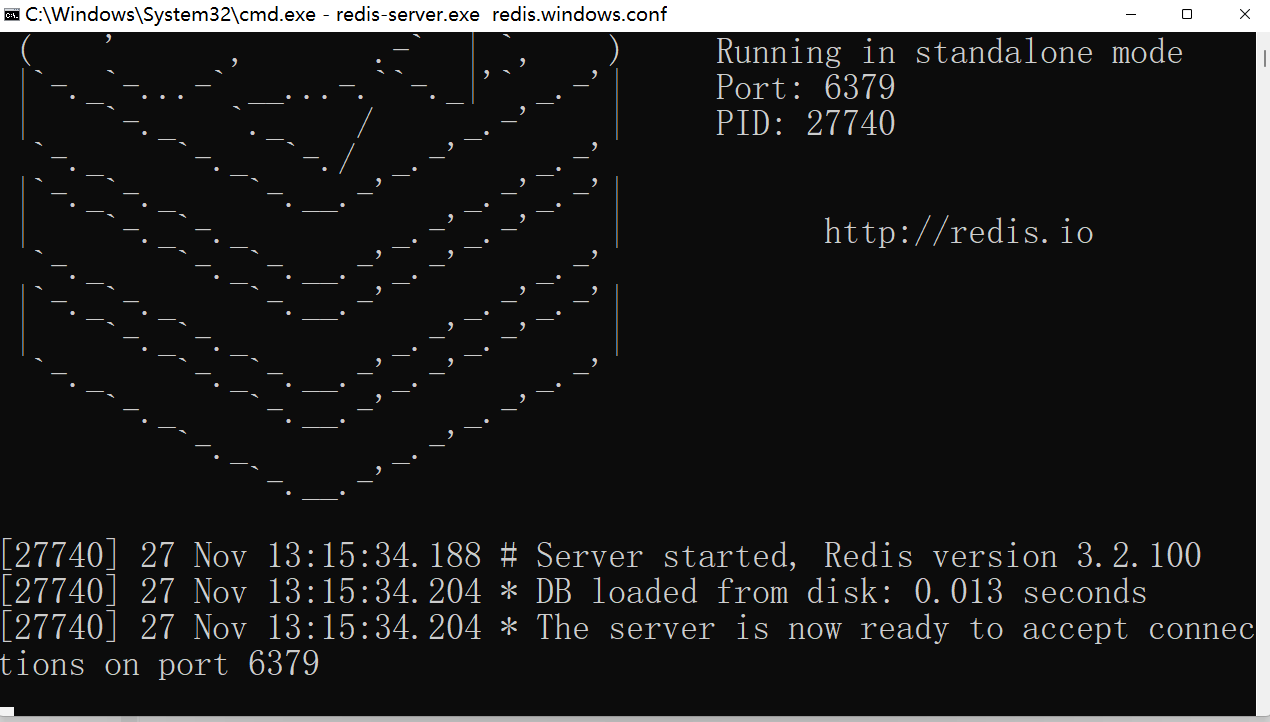 C:\Windows\System32\cmd.exe - redis-server.exe  redis.windows.conf
Running in standalone mode
Port: 6379
PID: 27740
http://redis.io
[27740] 27 Nov 13:15:34.188 # Server started, Redis version 3.2.100
[27740] 27 Nov 13:15:34.204 * DB loaded from disk: 0.013 seconds
[27740] 27 Nov 13:15:34.204 * The server is now ready to accept connec
tions on port 6379